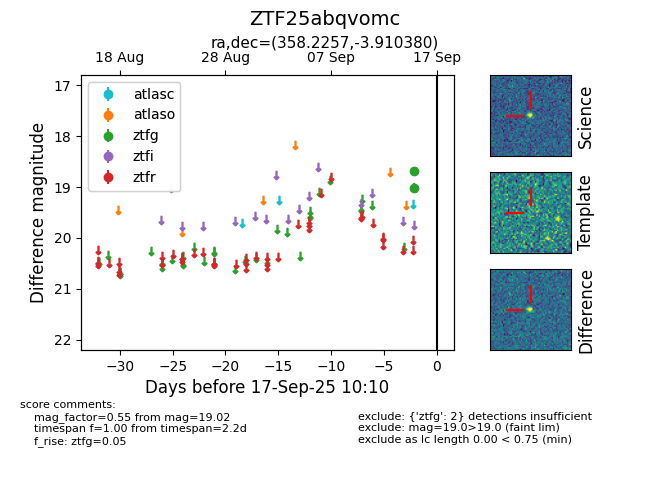 ZTF25abqvomc
ra,dec=(358.2257,-3.910380)
18 Aug 28 Aug 07 Sep 17 Sep
atlasc
atlaso
ztfg
ztfi
ztfr
17
18
19
20
21
22
Difference magnitude
−30 −25 −20 −15 −10 −5 0
Days before 17-Sep-25 10:10
Science
Template
Difference
score comments:
mag_factor=0.55 from mag=19.02
timespan f=1.00 from timespan=2.2d
f_rise: ztfg=0.05
exclude: {'ztfg': 2} detections insufficient
exclude: mag=19.0>19.0 (faint lim)
exclude as lc length 0.00 < 0.75 (min)